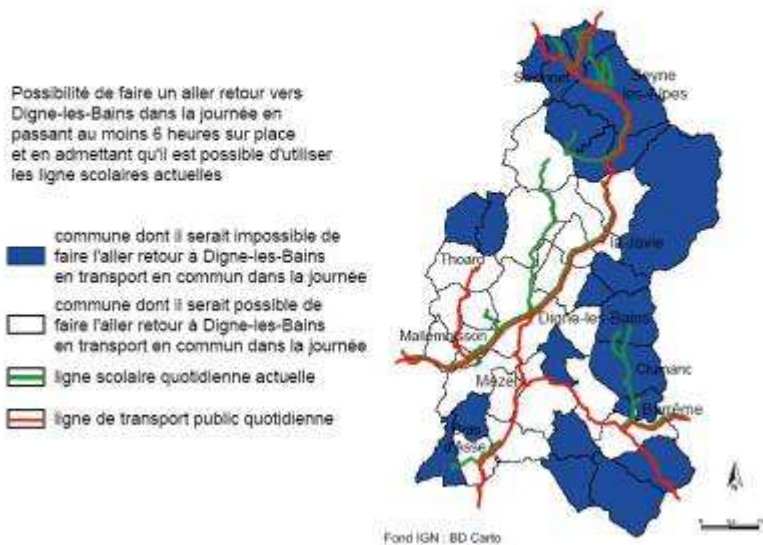 Possibilité de faire un aller retour vers
Digne-les-Bains dans la journée en
passant au moins 6 heures sur place
et en admettant qu'il est possible d'utiliser
les ligne scolaires actuelles
commune dont il serait impossible de
faire l'aller retour à Digne-les-Bains
en transport en commun dans la journée
commune dont il serait possible de
faire l'aller retour à Digne-les-Bains
en transport en commun dans la journée
ligne scolaire quotidienne actuelle
ligne de transport public quotidienne
Seyne
les-Alpes
la Javie
Thoard
Digne-les-Bains
Mallemoisson
Mézel
Clumanc
Barrême
Fond IGN : BD Carto